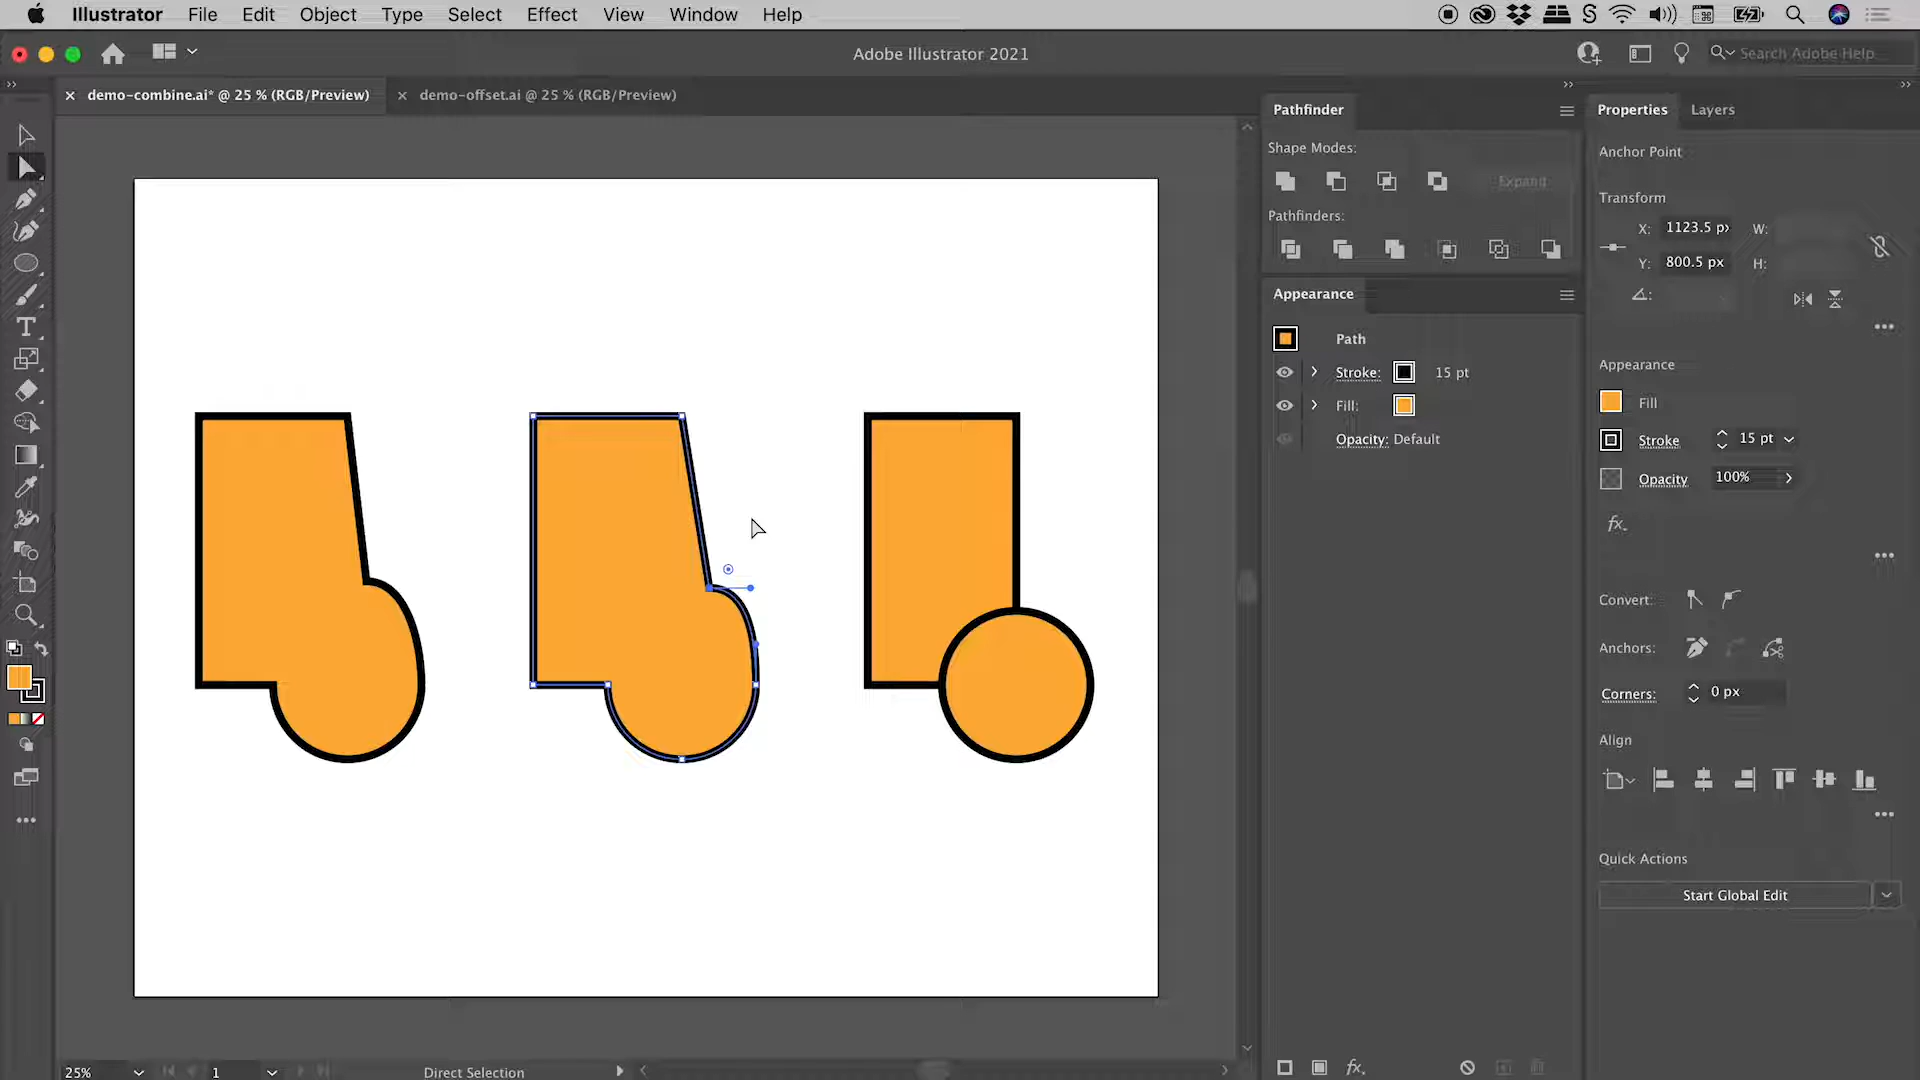 Illustrator File Edit Object Type Select Effect View Window Help
Adobe Illustrator 2021
Search Adobe Help
demo-combine.ai* @ 25 % (RGB/Preview)
demo-offset.ai @ 25 % (RGB/Preview)
Pathfinder
Shape Modes:
Expand
Pathfinders:
Appearance
Path
Stroke: 15 pt
Fill:
Opacity: Default
Properties Layers
Anchor Point
Transform
X: 1123.5 px W:
Y: 800.5 px H:
Appearance
Fill
Stroke 15 pt
Opacity 100%
fx.
Convert:
Anchors:
Corners: 0 px
Align
Quick Actions
Start Global Edit
25% 1 Direct Selection
fx.